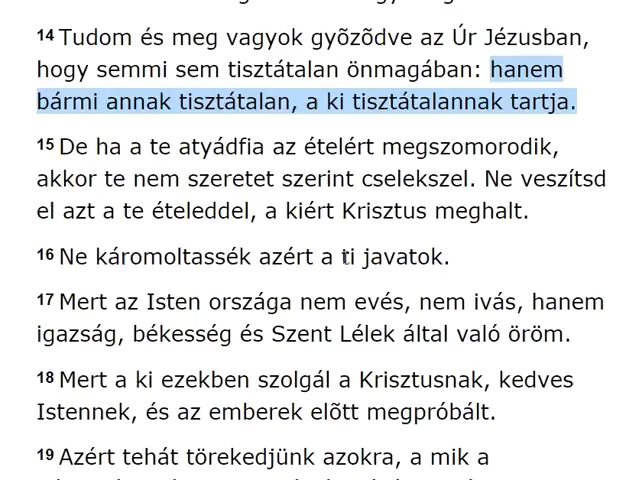 14 Tudom és meg vagyok gyõzõdve az Úr Jézusban,
hogy semmi sem tisztátalan önmagában: hanem
bármi annak tisztátalan, a ki tisztátalannak tartja.
15 De ha a te atyádfia az ételért megszomorodik,
akkor te nem szeretet szerint cselekszel. Ne veszítsd
el azt a te ételeddel, a kiért Krisztus meghalt.
16 Ne káromoltassék azért a ti javatok.
17 Mert az Isten országa nem evés, nem ivás, hanem
igazság, békesség és Szent Lélek által való öröm.
18 Mert a ki ezekben szolgál a Krisztusnak, kedves
Istennek, és az emberek elõtt megpróbált.
19 Azért tehát törekedjünk azokra, a mik a